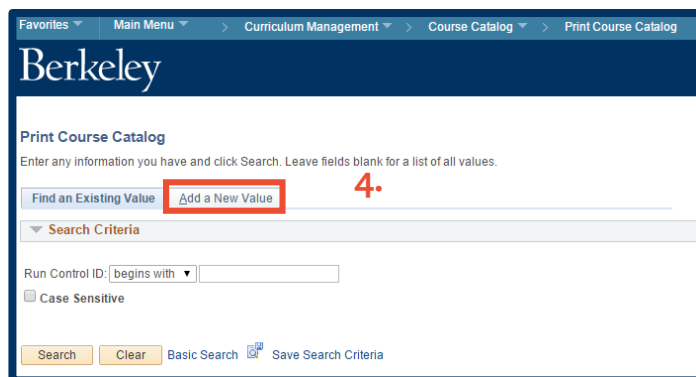 Favorites Main Menu > Curriculum Management > Course Catalog > Print Course Catalog
Berkeley
Print Course Catalog
Enter any information you have and click Search. Leave fields blank for a list of all values.
4.
Find an Existing Value Add a New Value
Search Criteria
Run Control ID: begins with
Case Sensitive
Search Clear Basic Search Save Search Criteria